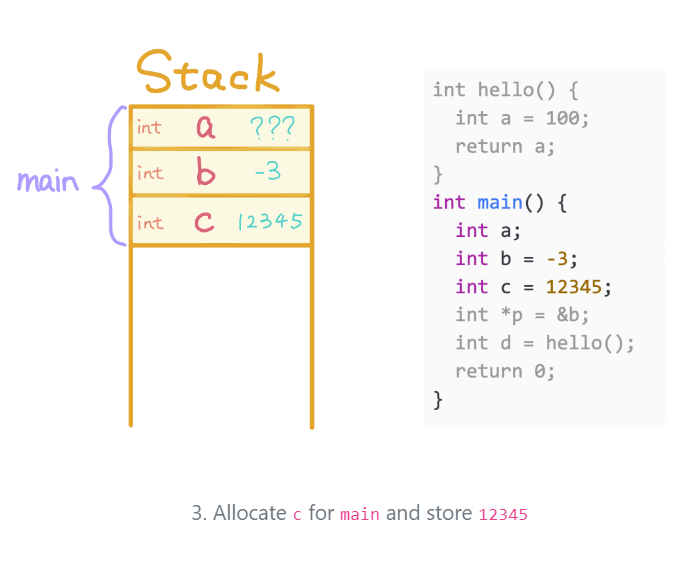 Stack
int a ???
int b -3
int c 12345
main
int hello() {
  int a = 100;
  return a;
}
int main() {
  int a;
  int b = -3;
  int c = 12345;
  int *p = &b;
  int d = hello();
  return 0;
}
3. Allocate c for main and store 12345